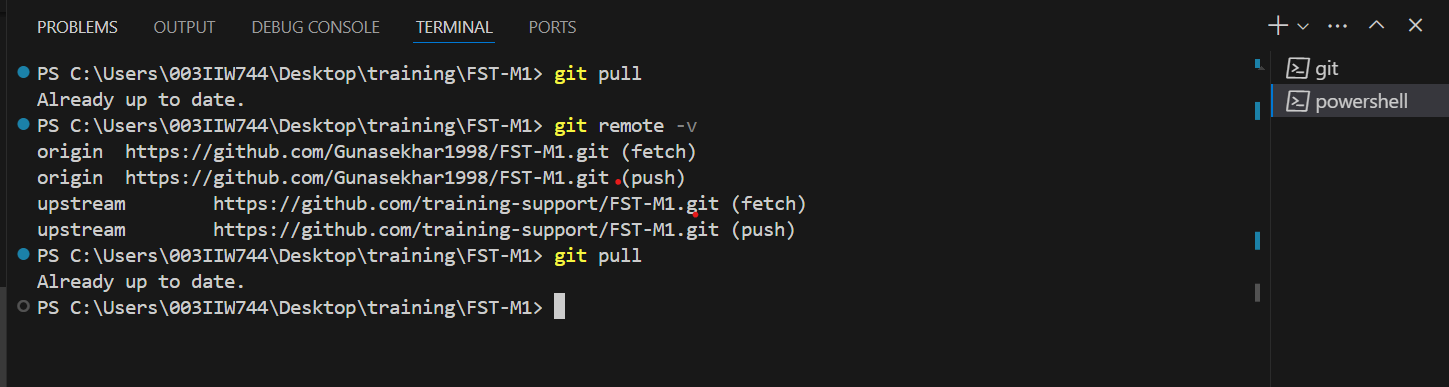 PROBLEMS OUTPUT DEBUG CONSOLE TERMINAL PORTS
PS C:\Users\003IIW744\Desktop\training\FST-M1> git pull
Already up to date.
PS C:\Users\003IIW744\Desktop\training\FST-M1> git remote -v
origin https://github.com/Gunasekhar1998/FST-M1.git (fetch)
origin https://github.com/Gunasekhar1998/FST-M1.git (push)
upstream https://github.com/training-support/FST-M1.git (fetch)
upstream https://github.com/training-support/FST-M1.git (push)
PS C:\Users\003IIW744\Desktop\training\FST-M1> git pull
Already up to date.
PS C:\Users\003IIW744\Desktop\training\FST-M1>
git
powershell